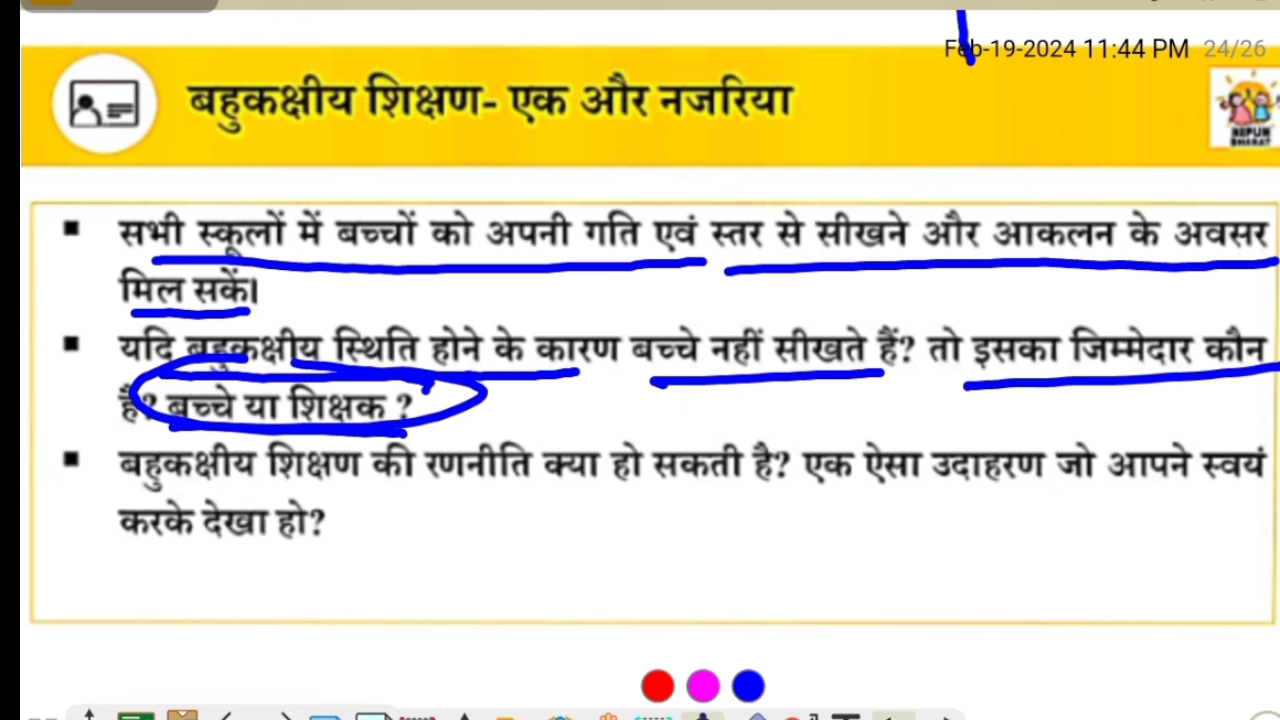 Feb-19-2024 11:44 PM 24/26
बहुकक्षीय शिक्षण- एक और नजरिया
NIPUN
BHARAT
सभी स्कूलों में बच्चों को अपनी गति एवं स्तर से सीखने और आकलन के अवसर
मिल सकें।
यदि बहुकक्षीय स्थिति होने के कारण बच्चे नहीं सीखते हैं? तो इसका जिम्मेदार कौन
है? बच्चे या शिक्षक ?
बहुकक्षीय शिक्षण की रणनीति क्या हो सकती है? एक ऐसा उदाहरण जो आपने स्वयं
करके देखा हो?